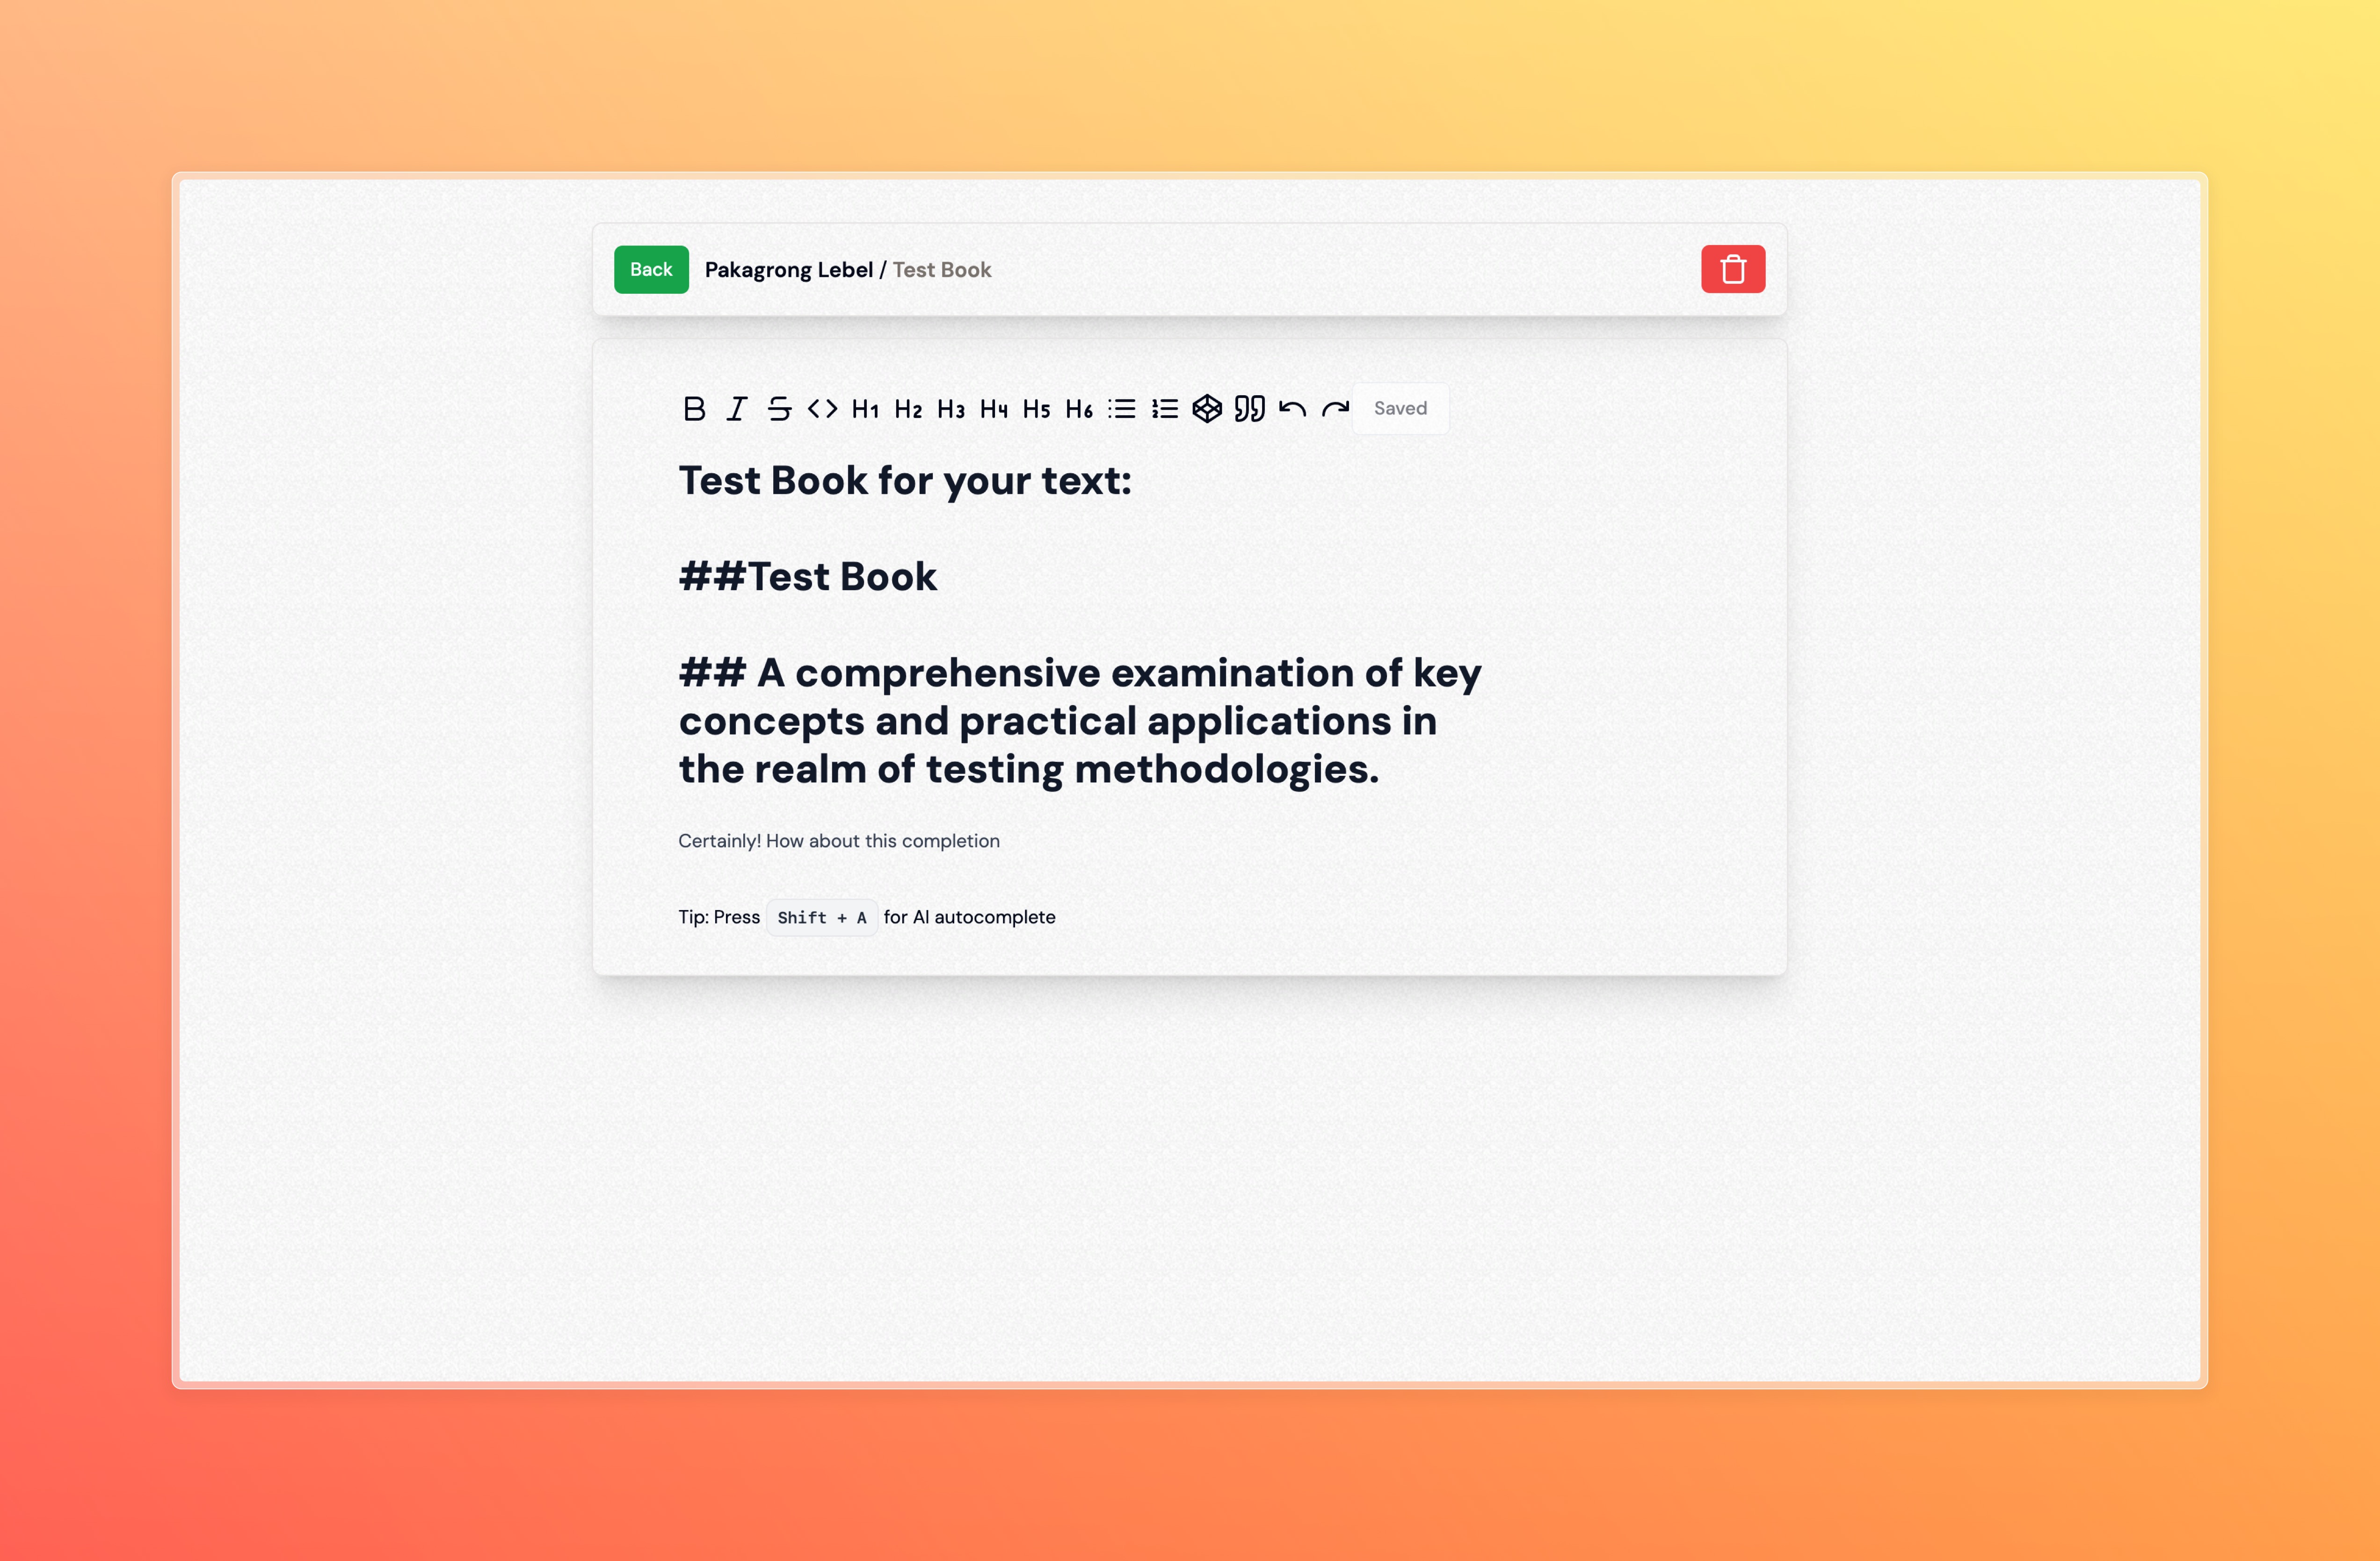 Back Pakagrong Lebel / Test Book
H1 H2 H3 H4 H5 H6 Saved
Test Book for your text:
##Test Book
## A comprehensive examination of key
concepts and practical applications in
the realm of testing methodologies.
Certainly! How about this completion
Tip: Press Shift + A for AI autocomplete